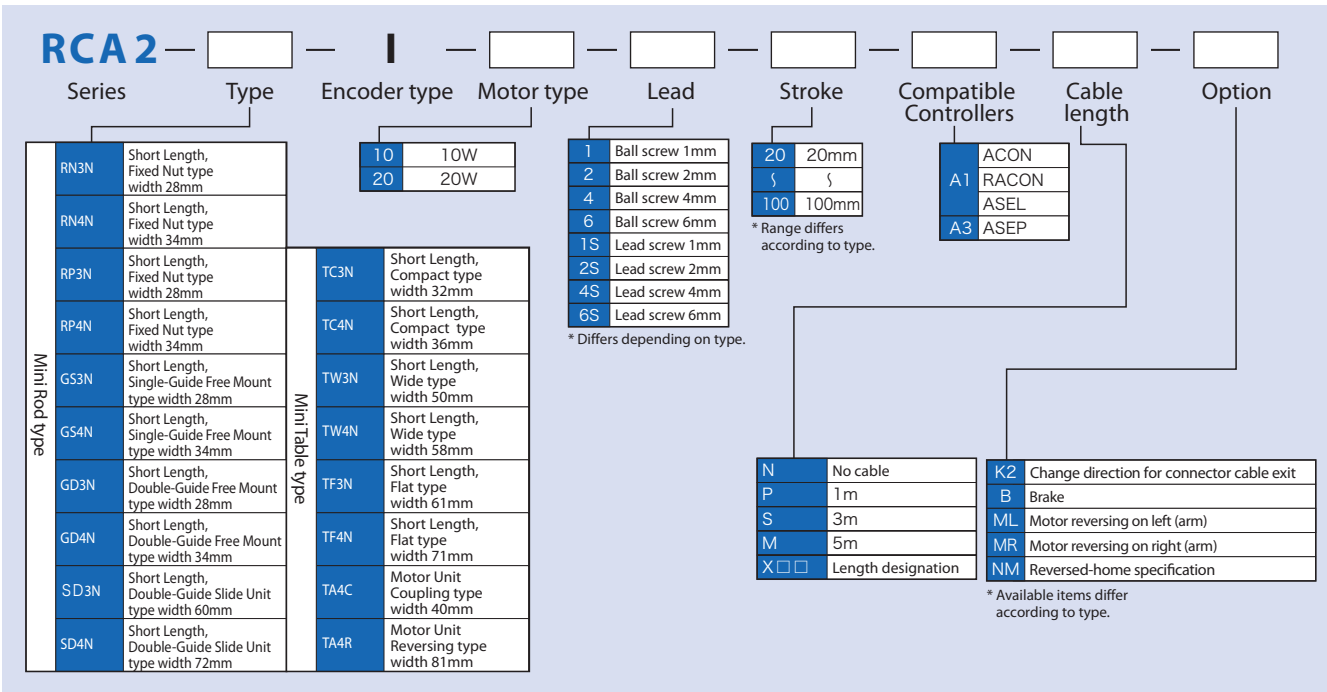 RCA2 — — I — — — — — —
Series
Type
Encoder type
Motor type
Lead
Stroke
Compatible
Controllers
Cable
length
Option
Mini Rod type
RN3N
Short Length,
Fixed Nut type
width 28mm
RN4N
Short Length,
Fixed Nut type
width 34mm
RP3N
Short Length,
Fixed Nut type
width 28mm
RP4N
Short Length,
Fixed Nut type
width 34mm
GS3N
Short Length,
Single-Guide Free Mount
type width 28mm
GS4N
Short Length,
Single-Guide Free Mount
type width 34mm
GD3N
Short Length,
Double-Guide Free Mount
type width 28mm
GD4N
Short Length,
Double-Guide Free Mount
type width 34mm
SD3N
Short Length,
Double-Guide Slide Unit
type width 60mm
SD4N
Short Length,
Double-Guide Slide Unit
type width 72mm
Mini Table type
TC3N
Short Length,
Compact type
width 32mm
TC4N
Short Length,
Compact type
width 36mm
TW3N
Short Length,
Wide type
width 50mm
TW4N
Short Length,
Wide type
width 58mm
TF3N
Short Length,
Flat type
width 61mm
TF4N
Short Length,
Flat type
width 71mm
TA4C
Motor Unit
Coupling type
width 40mm
TA4R
Motor Unit
Reversing type
width 81mm
10 10W
20 20W
1 Ball screw 1mm
2 Ball screw 2mm
4 Ball screw 4mm
6 Ball screw 6mm
1S Lead screw 1mm
2S Lead screw 2mm
4S Lead screw 4mm
6S Lead screw 6mm
* Differs depending on type.
20 20mm
∫ ∫
100 100mm
* Range differs
according to type.
A1
ACON
RACON
ASEL
A3 ASEP
N No cable
P 1m
S 3m
M 5m
X□□ Length designation
K2 Change direction for connector cable exit
B Brake
ML Motor reversing on left (arm)
MR Motor reversing on right (arm)
NM Reversed-home specification
* Available items differ
according to type.